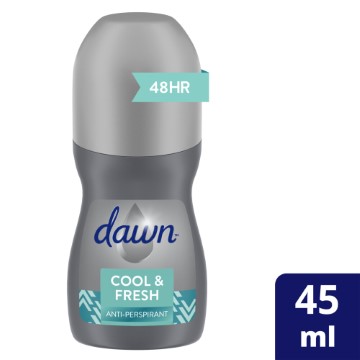 48HR
dawn
COOL &
FRESH
ANTI-PERSPIRANT
45
ml